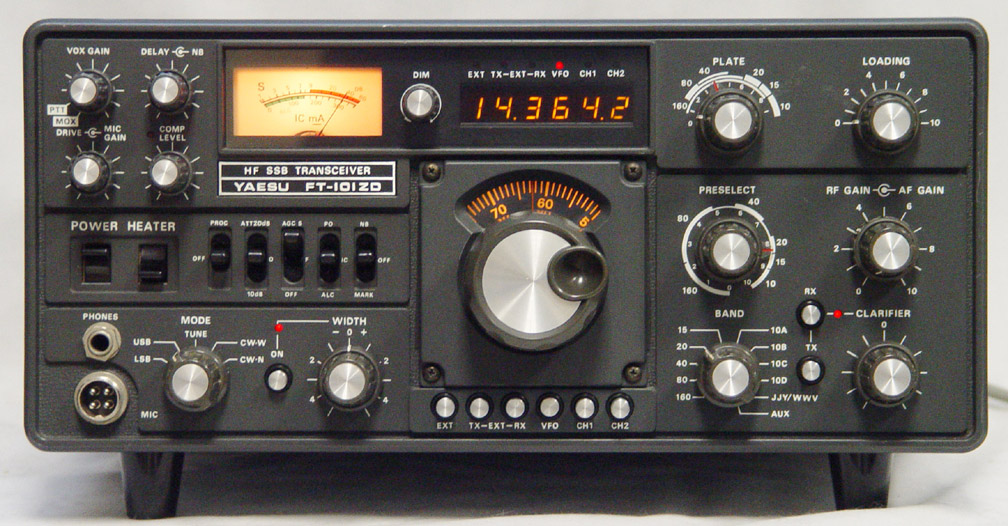 VOX GAIN
DELAY NB
PTT
MOX
DRIVE MIC GAIN
COMP LEVEL
S
IC mA
DIM
EXT TX-EXT-RX VFO CH1 CH2
14.364.2
HF SSB TRANSCEIVER
YAESU FT-101ZD
PLATE
40 20
80 15
160 10
0
LOADING
4 6
2 8
0 10
POWER HEATER
PROC ATT20dB AGC S FO NB
OFF OFF
10dB OFF ALC MARK
70 60 5
PRESELECT
40
80 20
15
160 10
RF GAIN AF GAIN
4 6
2 8
0 10
PHONES
MIC
MODE
TUNE
USB CW-W
LSB CW-N
ON
WIDTH
- 0 +
2 2
4 4
EXT TX-EXT-RX VFO CH1 CH2
BAND
15 10A
20 10B
40 10C
80 10D
160 JJY/WWV
AUX
RX
TX
CLARIFIER
0